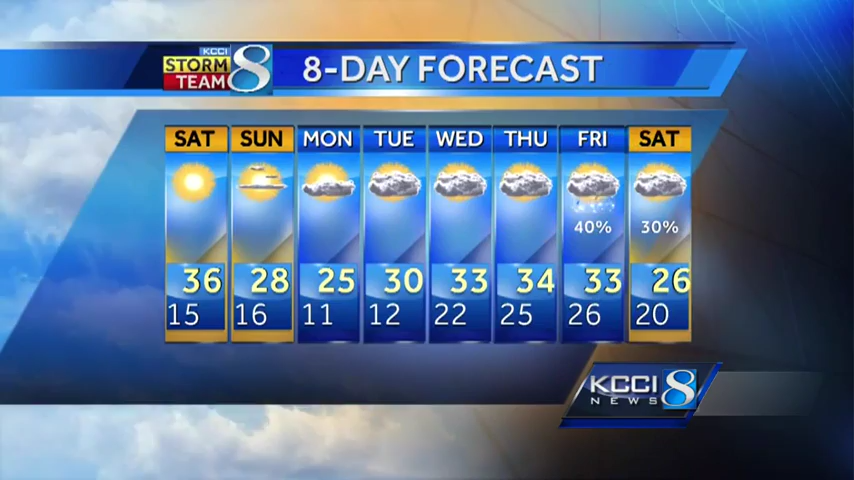 KCCI
STORM
TEAM 8
8-DAY FORECAST
SAT SUN MON TUE WED THU FRI SAT
40% 30%
36 28 25 30 33 34 33 26
15 16 11 12 22 25 26 20
KCCI 8
NEWS